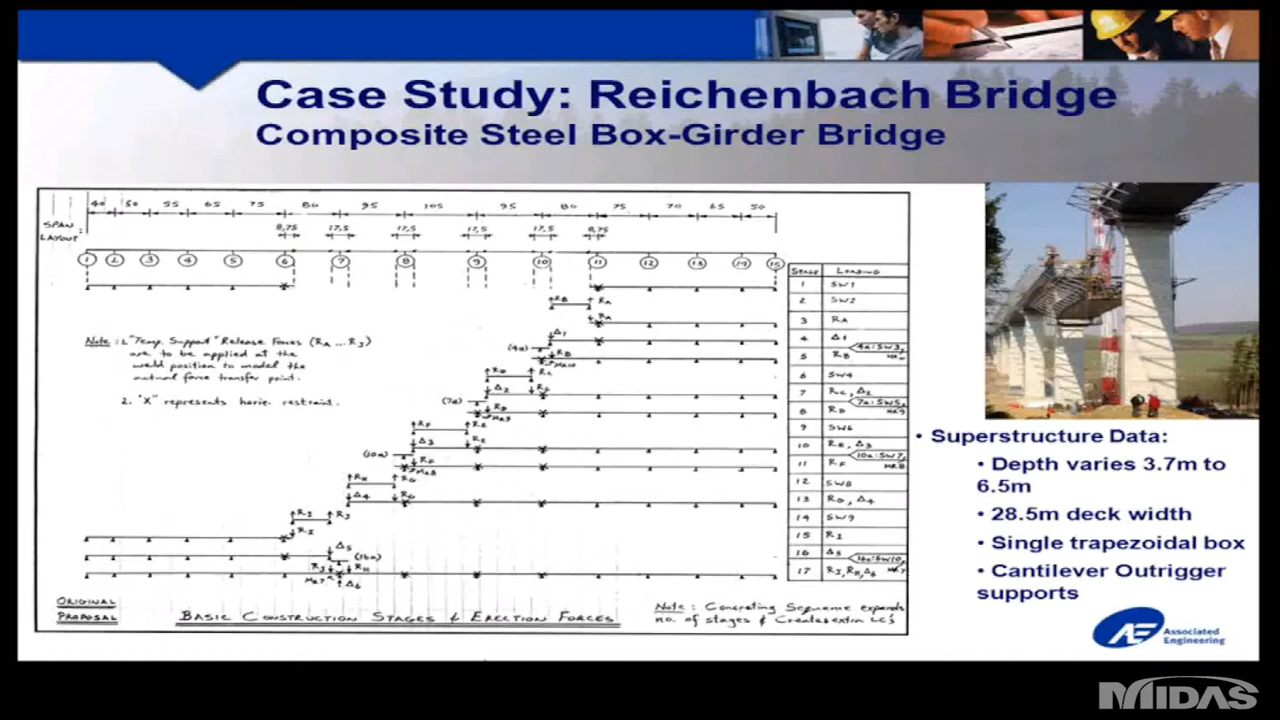 Case Study: Reichenbach Bridge
Composite Steel Box-Girder Bridge
40 50 55 65 75 80 95 105 95 80 75 70 65 50
SPAN LAYOUT:
8,75 17,5 17,5 17,5 17,5 8,75
1 2 3 4 5 6 7 8 9 10 11 12 13 14 15
STAGE LOADING
1 SW1
2 SW2
3 RA
4 Δ1
5 RB
6 SW4
7 RC, Δ2
8 RD
9 SW6
10 RE, Δ3
11 RF
12 SW8
13 RG, Δ4
14 SW9
15 RI
16 Δ5
17 RJ, RH, Δ6
Note: 1. "Temp. Support" Release Forces (RA ... RJ)
are to be applied at the
weld position to model the
actual force transfer point.
2. "X" represents horiz. restraint.
(4a)
(7a)
(10a)
(16a)
ORIGINAL
PROPOSAL
BASIC CONSTRUCTION STAGES & ERECTION FORCES
Note: Concreting Sequence expands
no. of stages & Creates extra LC's
• Superstructure Data:
• Depth varies 3.7m to
6.5m
• 28.5m deck width
• Single trapezoidal box
• Cantilever Outrigger
supports
AE Associated
Engineering
MIDAS